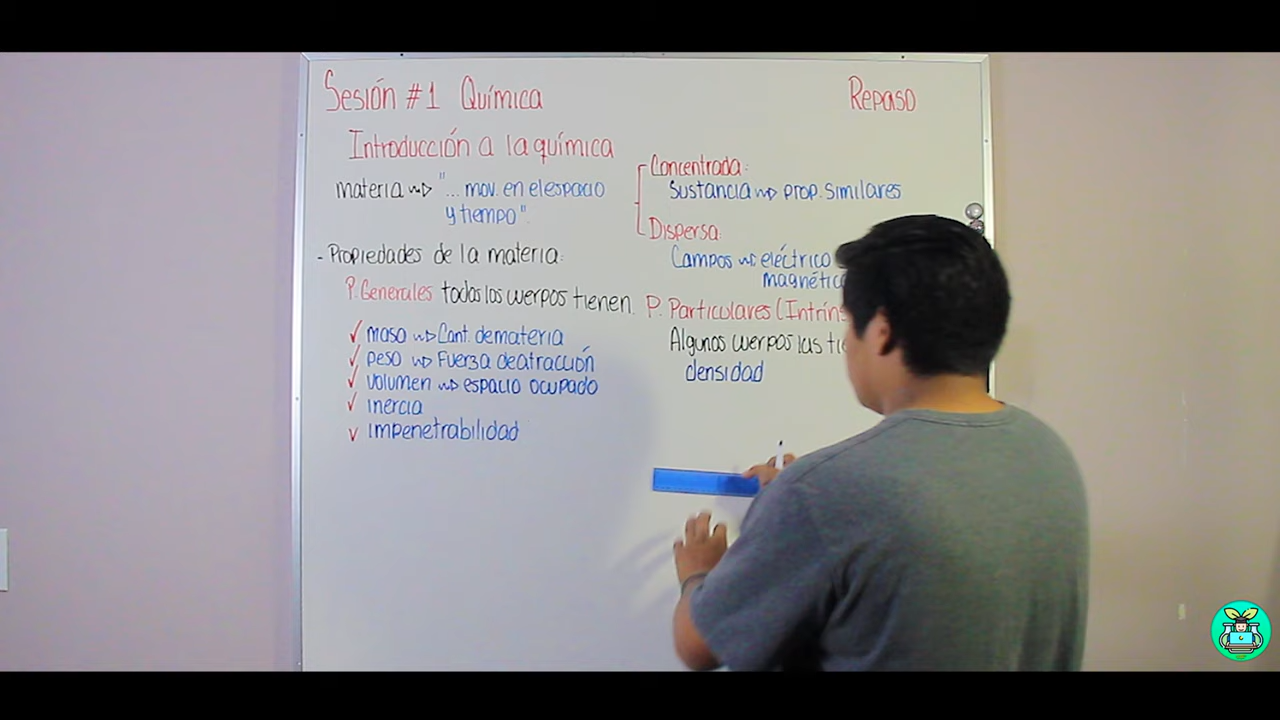 Sesión #1 Química
Repaso
Introducción a la química
materia ⇝ "... mov. en el espacio
y tiempo".
Concentrada:
Sustancia ⇝ prop. similares
Dispersa:
Campos ⇝ eléctrico
magnético
- Propiedades de la materia:
P. Generales todos los cuerpos tienen.
✓ masa ⇝ Cant. de materia
✓ peso ⇝ Fuerza de atracción
✓ volumen ⇝ espacio ocupado
✓ inercia
✓ impenetrabilidad
P. Particulares (Intríns
Algunos cuerpos las tie
densidad